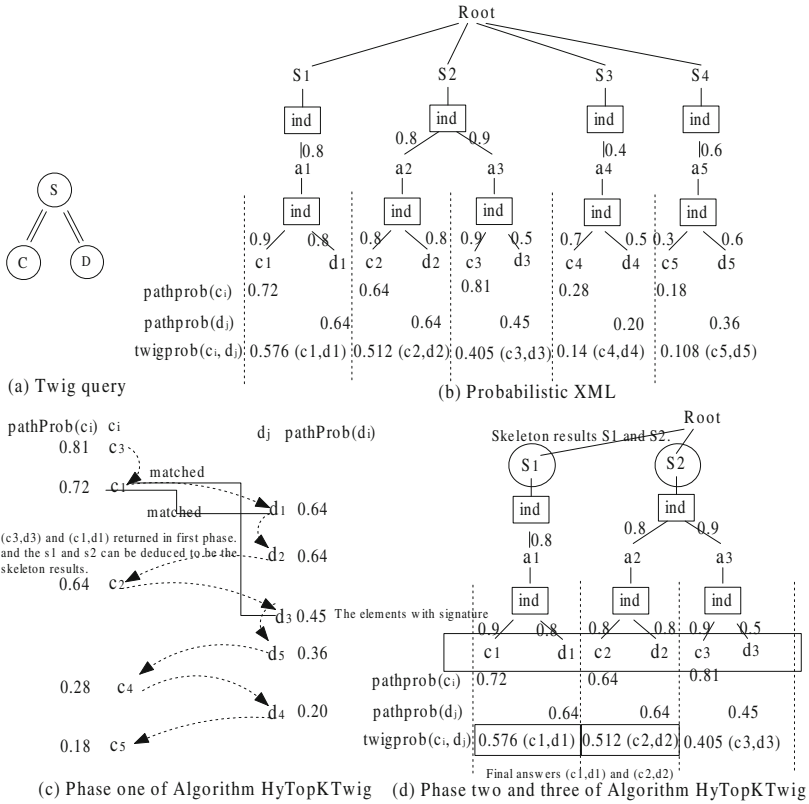 Root
S1 S2 S3 S4
ind ind ind ind
0.8 0.8 0.9 0.4 0.6
a1 a2 a3 a4 a5
ind ind ind ind ind
0.9 0.8 0.8 0.8 0.9 0.5 0.7 0.5 0.3 0.6
c1 d1 c2 d2 c3 d3 c4 d4 c5 d5
pathprob(ci) 0.72 0.64 0.81 0.28 0.18
pathprob(dj) 0.64 0.64 0.45 0.20 0.36
twigprob(ci, dj) 0.576 (c1,d1) 0.512 (c2,d2) 0.405 (c3,d3) 0.14 (c4,d4) 0.108 (c5,d5)
S
C D
(a) Twig query
(b) Probabilistic XML
pathProb(ci) ci
dj pathProb(di)
0.81 c3
matched
0.72 c1
matched
d1 0.64
(c3,d3) and (c1,d1) returned in first phase.
and the s1 and s2 can be deduced to be the
skeleton results.
d2 0.64
0.64 c2
d3 0.45
d5 0.36
0.28 c4
d4 0.20
0.18 c5
(c) Phase one of Algorithm HyTopKTwig
Root
Skeleton results S1 and S2.
S1 S2
ind ind
0.8 0.8 0.9
a1 a2 a3
ind ind ind
The elements with signature
0.9 0.8 0.8 0.8 0.9 0.5
c1 d1 c2 d2 c3 d3
pathprob(ci) 0.72 0.64 0.81
pathprob(dj) 0.64 0.64 0.45
twigprob(ci, dj) 0.576 (c1,d1) 0.512 (c2,d2) 0.405 (c3,d3)
Final answers (c1,d1) and (c2,d2)
(d) Phase two and three of Algorithm HyTopKTwig